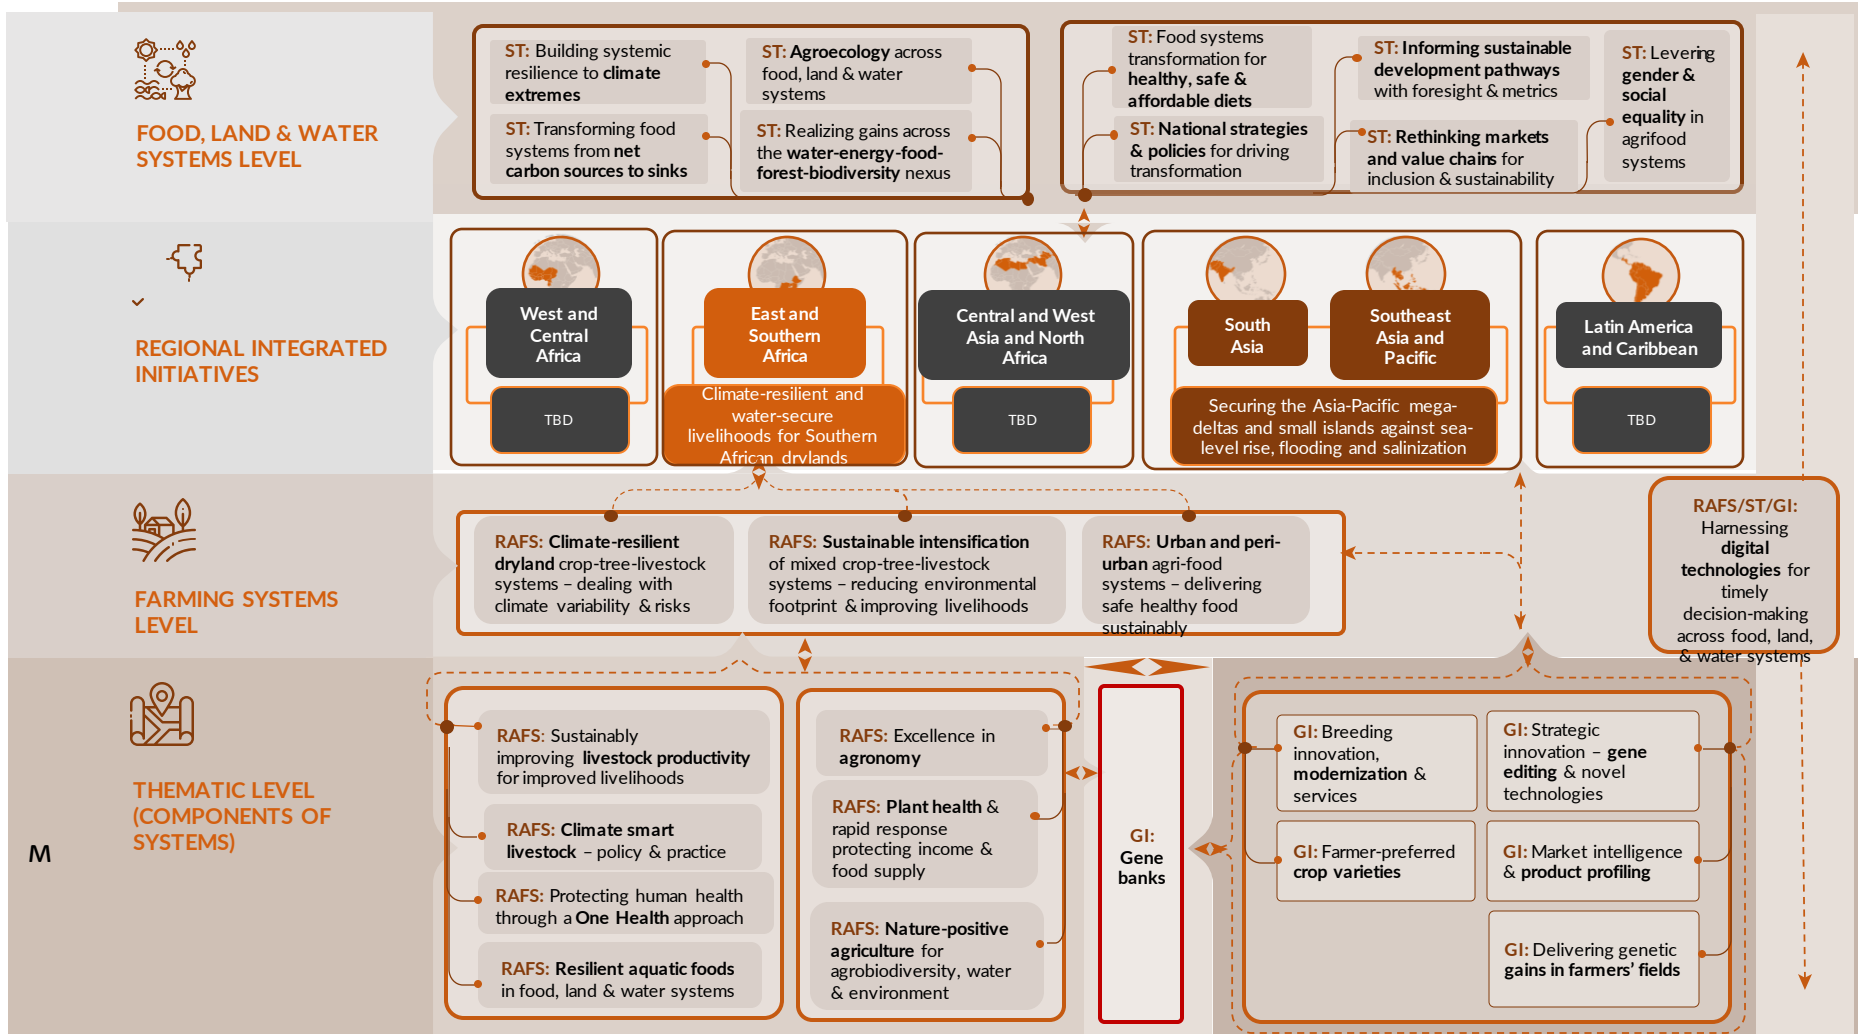 FOOD, LAND & WATER
SYSTEMS LEVEL
ST: Building systemic
resilience to climate
extremes
ST: Agroecology across
food, land & water
systems
ST: Transforming food
systems from net
carbon sources to sinks
ST: Realizing gains across
the water-energy-food-
forest-biodiversity nexus
ST: Food systems
transformation for
healthy, safe &
affordable diets
ST: National strategies
& policies for driving
transformation
ST: Informing sustainable
development pathways
with foresight & metrics
ST: Rethinking markets
and value chains for
inclusion & sustainability
ST: Levering
gender &
social
equality in
agrifood
systems
REGIONAL INTEGRATED
INITIATIVES
West and
Central
Africa
TBD
East and
Southern
Africa
Climate-resilient and
water-secure
livelihoods for Southern
African drylands
Central and West
Asia and North
Africa
TBD
South
Asia
Southeast
Asia and
Pacific
Securing the Asia-Pacific mega-
deltas and small islands against sea-
level rise, flooding and salinization
Latin America
and Caribbean
TBD
FARMING SYSTEMS
LEVEL
RAFS: Climate-resilient
dryland crop-tree-livestock
systems – dealing with
climate variability & risks
RAFS: Sustainable intensification
of mixed crop-tree-livestock
systems – reducing environmental
footprint & improving livelihoods
RAFS: Urban and peri-
urban agri-food
systems – delivering
safe healthy food
sustainably
RAFS/ST/GI:
Harnessing
digital
technologies for
timely
decision-making
across food, land,
& water systems
THEMATIC LEVEL
(COMPONENTS OF
SYSTEMS)
M
RAFS: Sustainably
improving livestock productivity
for improved livelihoods
RAFS: Climate smart
livestock – policy & practice
RAFS: Protecting human health
through a One Health approach
RAFS: Resilient aquatic foods
in food, land & water systems
RAFS: Excellence in
agronomy
RAFS: Plant health &
rapid response
protecting income &
food supply
RAFS: Nature-positive
agriculture for
agrobiodiversity, water
& environment
GI:
Gene
banks
GI: Breeding
innovation,
modernization &
services
GI: Strategic
innovation – gene
editing & novel
technologies
GI: Farmer-preferred
crop varieties
GI: Market intelligence
& product profiling
GI: Delivering genetic
gains in farmers’ fields